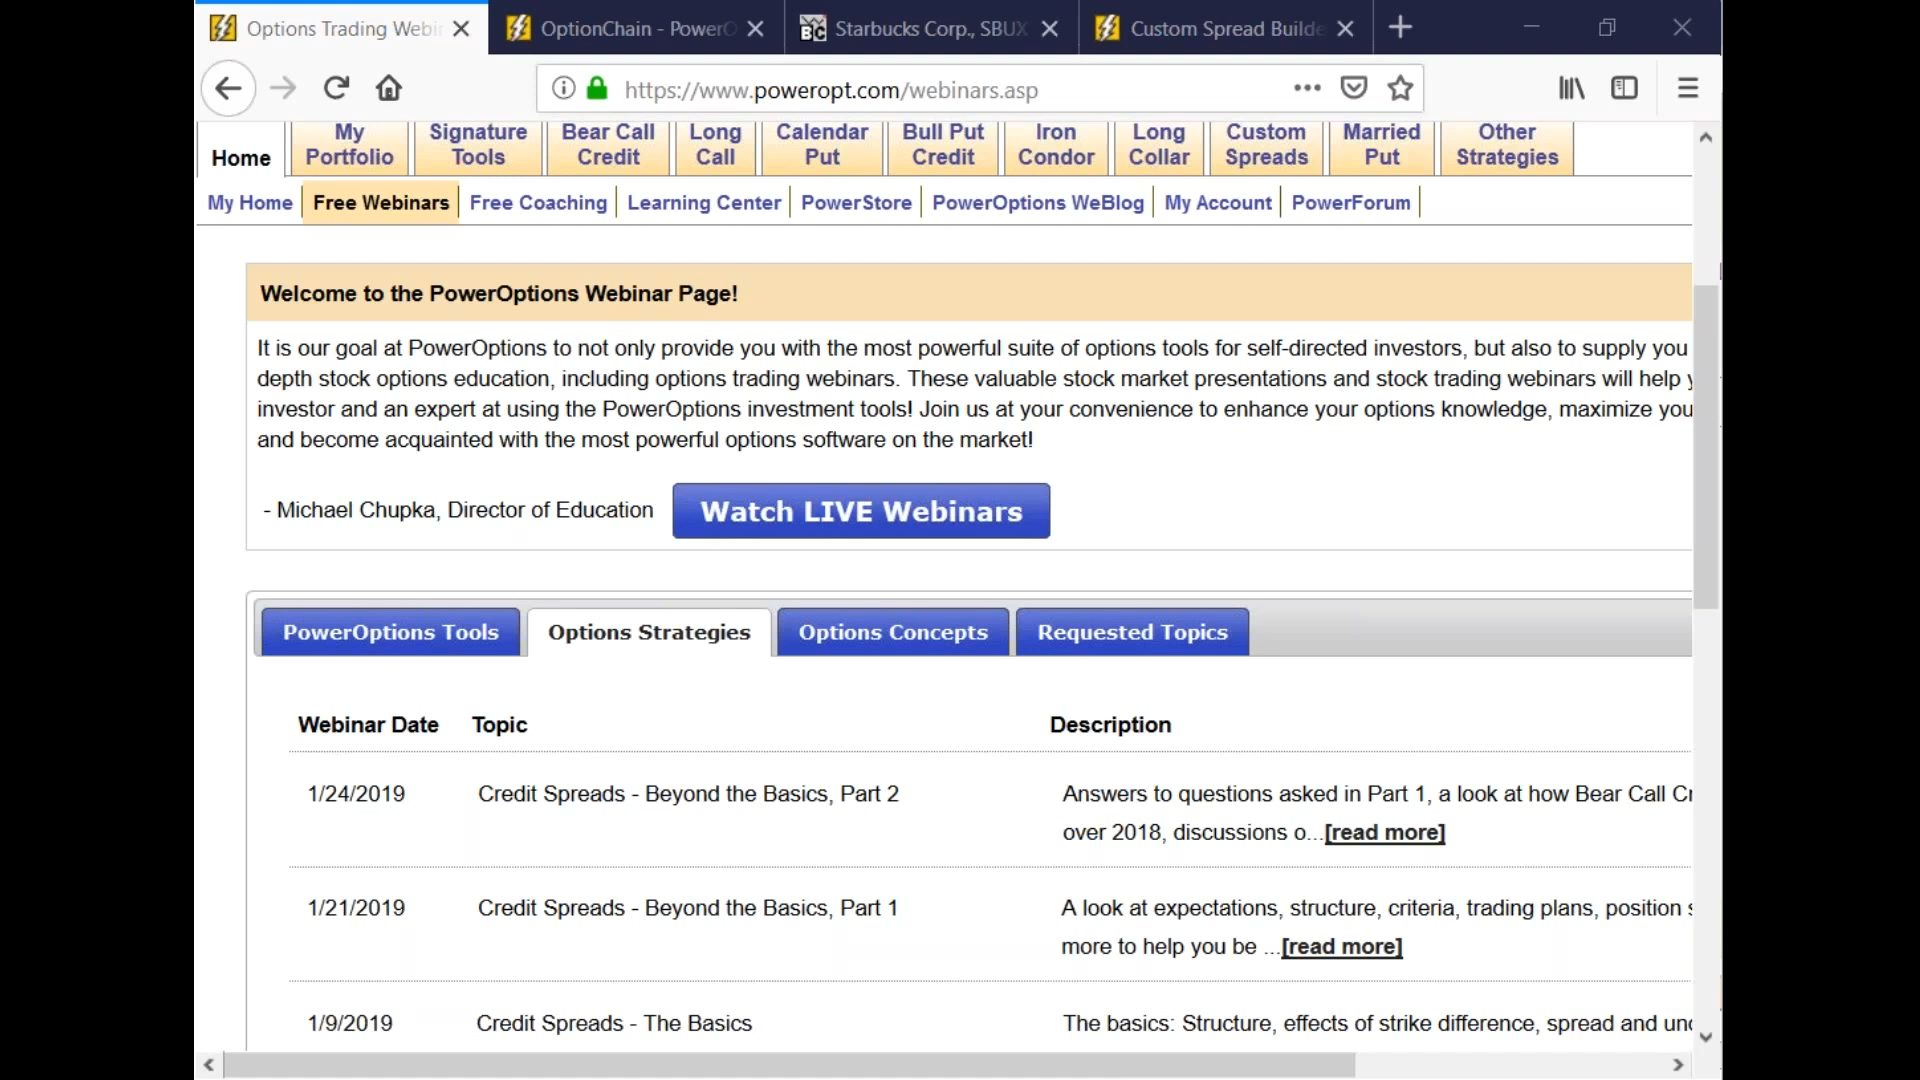 Options Trading Webi
OptionChain - PowerO
Starbucks Corp., SBUX
Custom Spread Builde
https://www.poweropt.com/webinars.asp
Home
My Portfolio
Signature Tools
Bear Call Credit
Long Call
Calendar Put
Bull Put Credit
Iron Condor
Long Collar
Custom Spreads
Married Put
Other Strategies
My Home
Free Webinars
Free Coaching
Learning Center
PowerStore
PowerOptions WeBlog
My Account
PowerForum
Welcome to the PowerOptions Webinar Page!
It is our goal at PowerOptions to not only provide you with the most powerful suite of options tools for self-directed investors, but also to supply you
depth stock options education, including options trading webinars. These valuable stock market presentations and stock trading webinars will help y
investor and an expert at using the PowerOptions investment tools! Join us at your convenience to enhance your options knowledge, maximize you
and become acquainted with the most powerful options software on the market!
- Michael Chupka, Director of Education
Watch LIVE Webinars
PowerOptions Tools
Options Strategies
Options Concepts
Requested Topics
Webinar Date Topic Description
1/24/2019 Credit Spreads - Beyond the Basics, Part 2 Answers to questions asked in Part 1, a look at how Bear Call Cr
over 2018, discussions o...[read more]
1/21/2019 Credit Spreads - Beyond the Basics, Part 1 A look at expectations, structure, criteria, trading plans, position s
more to help you be ...[read more]
1/9/2019 Credit Spreads - The Basics The basics: Structure, effects of strike difference, spread and und